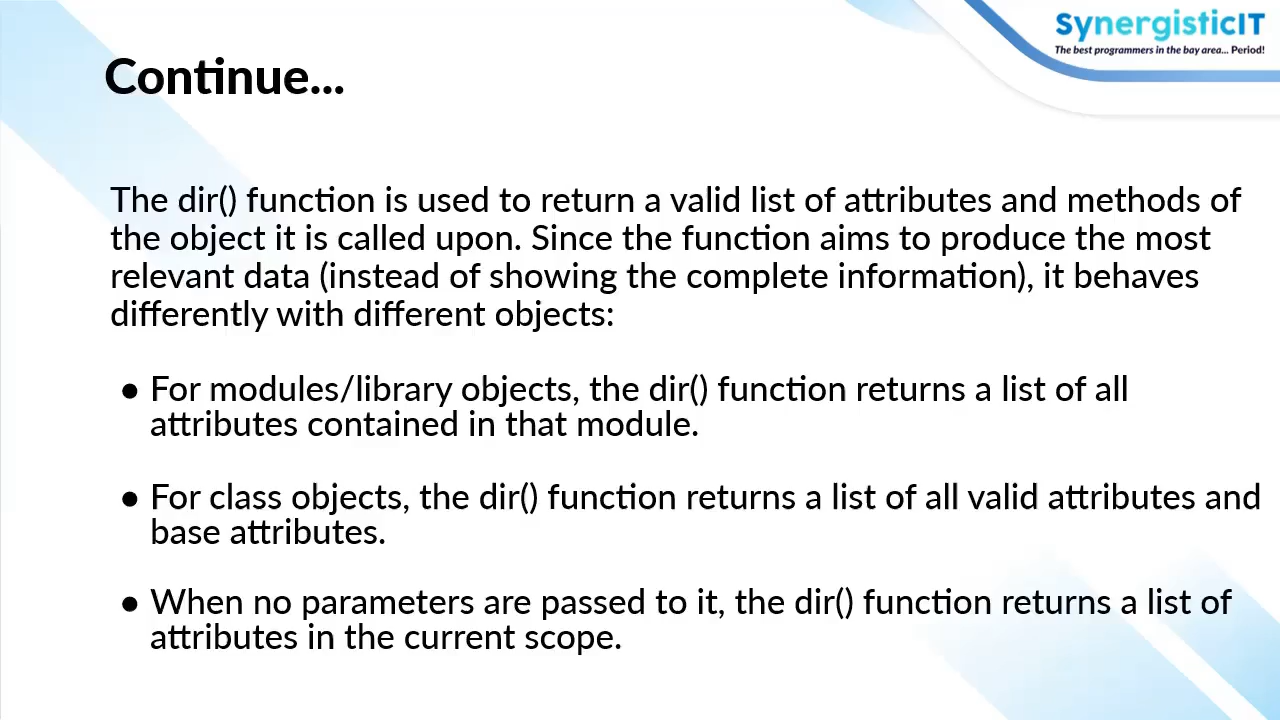 SynergisticIT
The best programmers in the bay area... Period!
Continue...
The dir() function is used to return a valid list of attributes and methods of
the object it is called upon. Since the function aims to produce the most
relevant data (instead of showing the complete information), it behaves
differently with different objects:
● For modules/library objects, the dir() function returns a list of all
attributes contained in that module.
● For class objects, the dir() function returns a list of all valid attributes and
base attributes.
● When no parameters are passed to it, the dir() function returns a list of
attributes in the current scope.